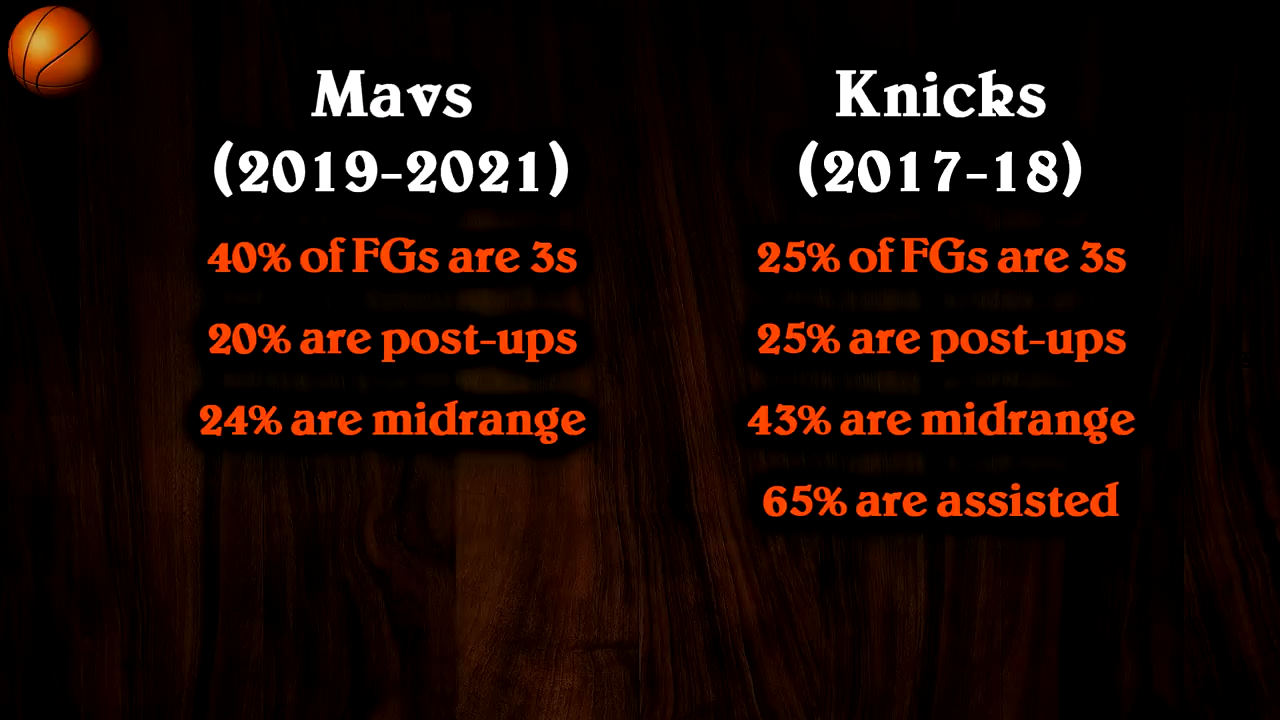 Mavs
(2019-2021)
40% of FGs are 3s
20% are post-ups
24% are midrange
Knicks
(2017-18)
25% of FGs are 3s
25% are post-ups
43% are midrange
65% are assisted